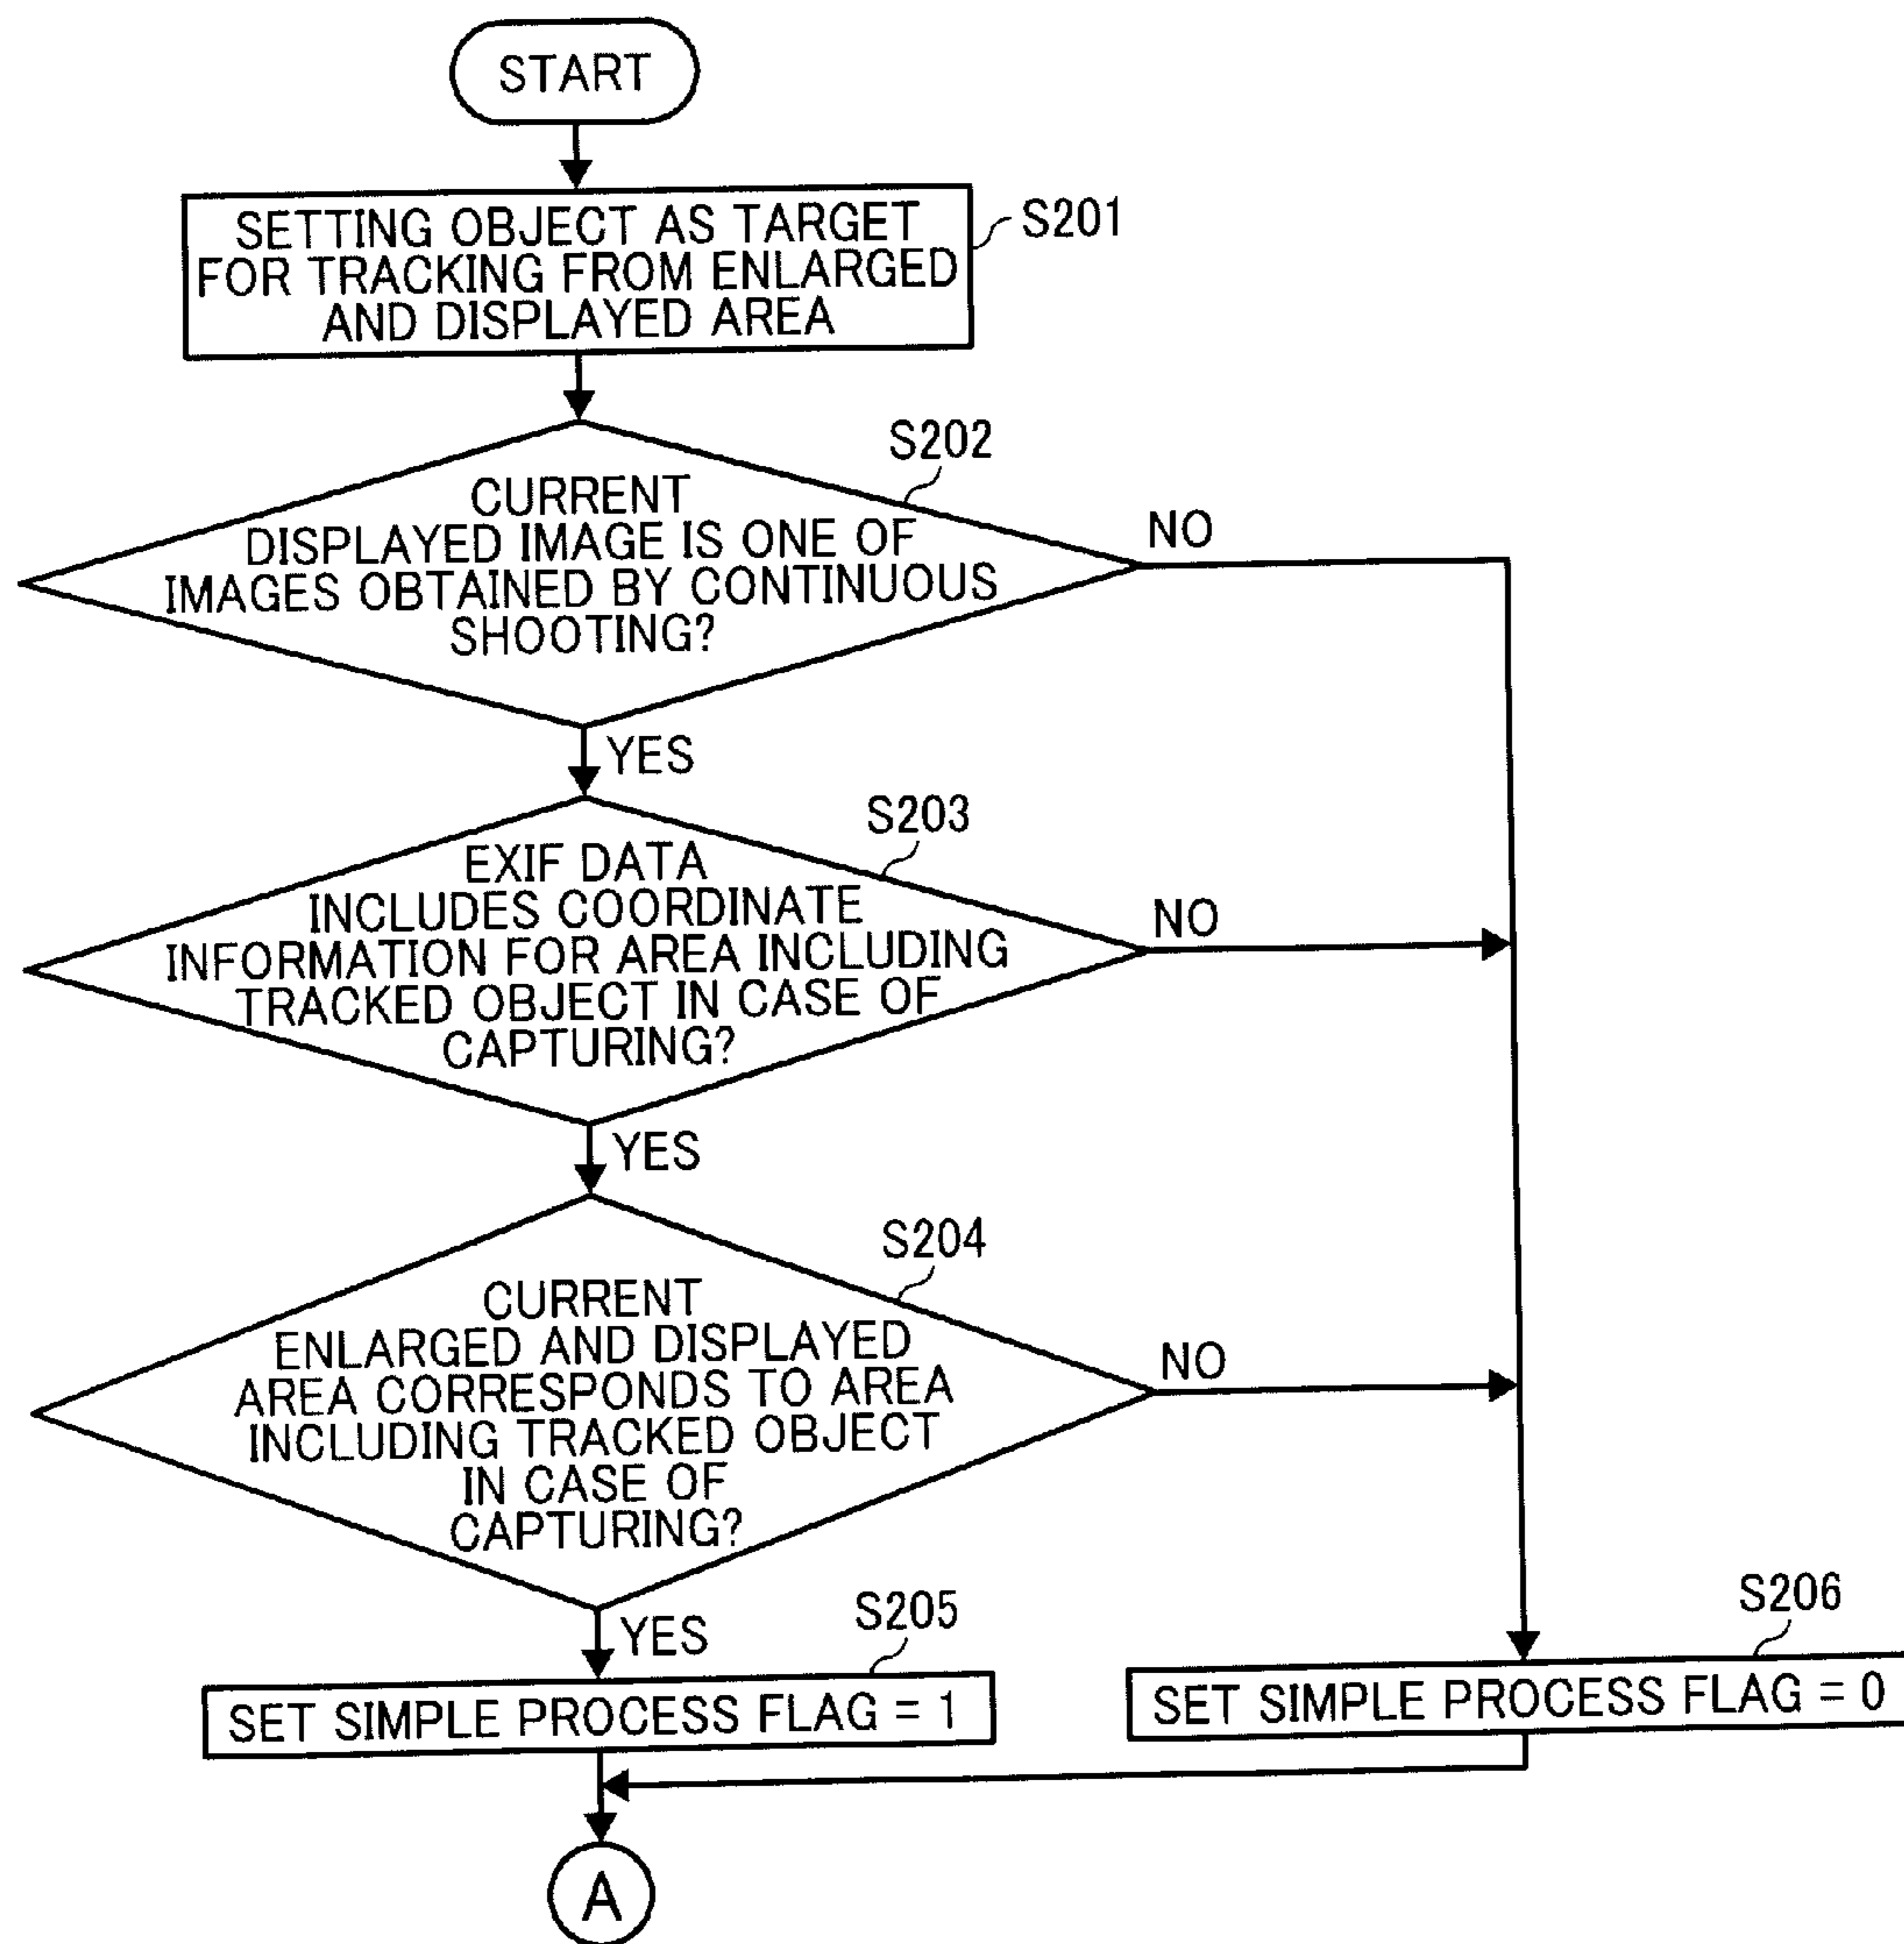 START
SETTING OBJECT AS TARGET
FOR TRACKING FROM ENLARGED
AND DISPLAYED AREA
S201
S202
CURRENT
DISPLAYED IMAGE IS ONE OF
IMAGES OBTAINED BY CONTINUOUS
SHOOTING?
NO
YES
S203
EXIF DATA
INCLUDES COORDINATE
INFORMATION FOR AREA INCLUDING
TRACKED OBJECT IN CASE OF
CAPTURING?
NO
YES
S204
CURRENT
ENLARGED AND DISPLAYED
AREA CORRESPONDS TO AREA
INCLUDING TRACKED OBJECT
IN CASE OF
CAPTURING?
NO
YES
S205
SET SIMPLE PROCESS FLAG = 1
S206
SET SIMPLE PROCESS FLAG = 0
A